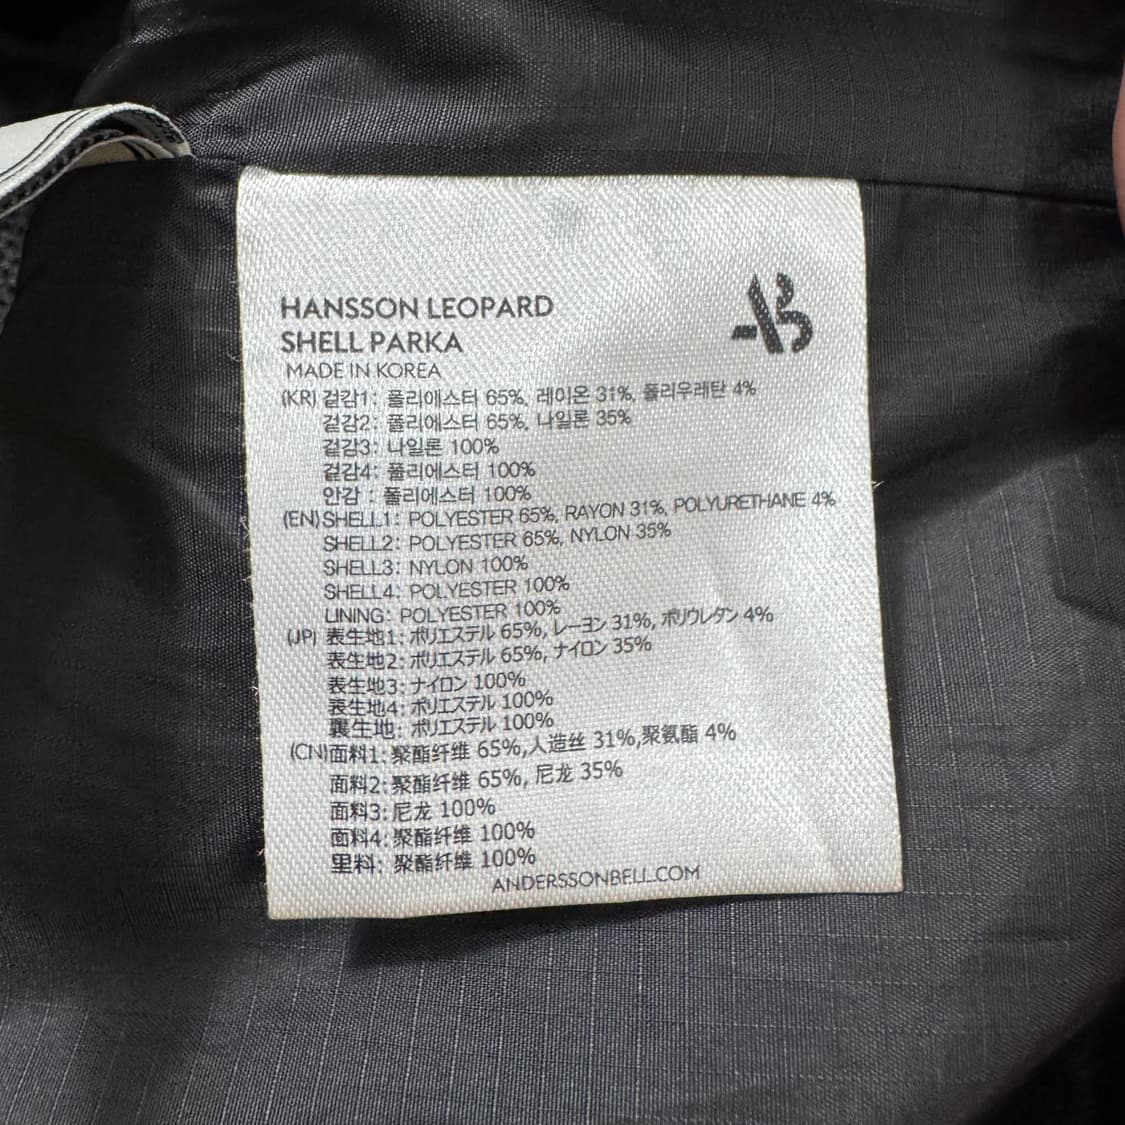 HANSSON LEOPARD
SHELL PARKA
MADE IN KOREA
(KR) 겉감1: 폴리에스터 65%, 레이온 31%, 폴리우레탄 4%
겉감2: 폴리에스터 65%, 나일론 35%
겉감3: 나일론 100%
겉감4: 폴리에스터 100%
안감 : 폴리에스터 100%
(EN) SHELL1: POLYESTER 65%, RAYON 31%, POLYURETHANE 4%
SHELL2: POLYESTER 65%, NYLON 35%
SHELL3: NYLON 100%
SHELL4: POLYESTER 100%
LINING: POLYESTER 100%
(JP) 表生地1: ポリエステル 65%, レーヨン 31%, ポリウレタン 4%
表生地2: ポリエステル 65%, ナイロン 35%
表生地3: ナイロン 100%
表生地4: ポリエステル 100%
裏生地: ポリエステル 100%
(CN) 面料1: 聚酯纤维 65%,人造丝 31%,聚氨酯 4%
面料2: 聚酯纤维 65%, 尼龙 35%
面料3: 尼龙 100%
面料4: 聚酯纤维 100%
里料: 聚酯纤维 100%
ANDERSSONBELL.COM